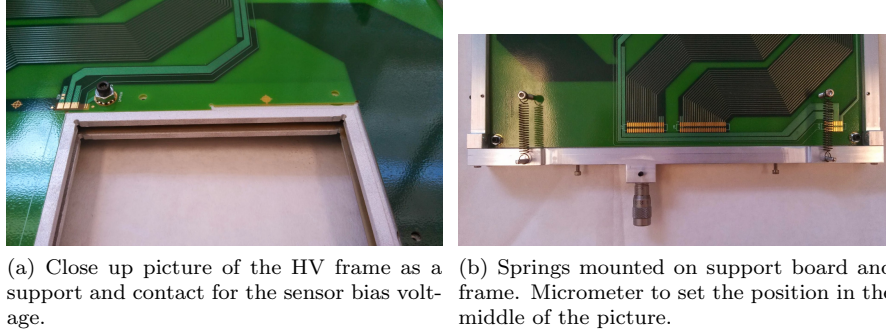 (a) Close up picture of the HV frame as a
support and contact for the sensor bias volt-
age.
(b) Springs mounted on support board and
frame. Micrometer to set the position in the
middle of the picture.